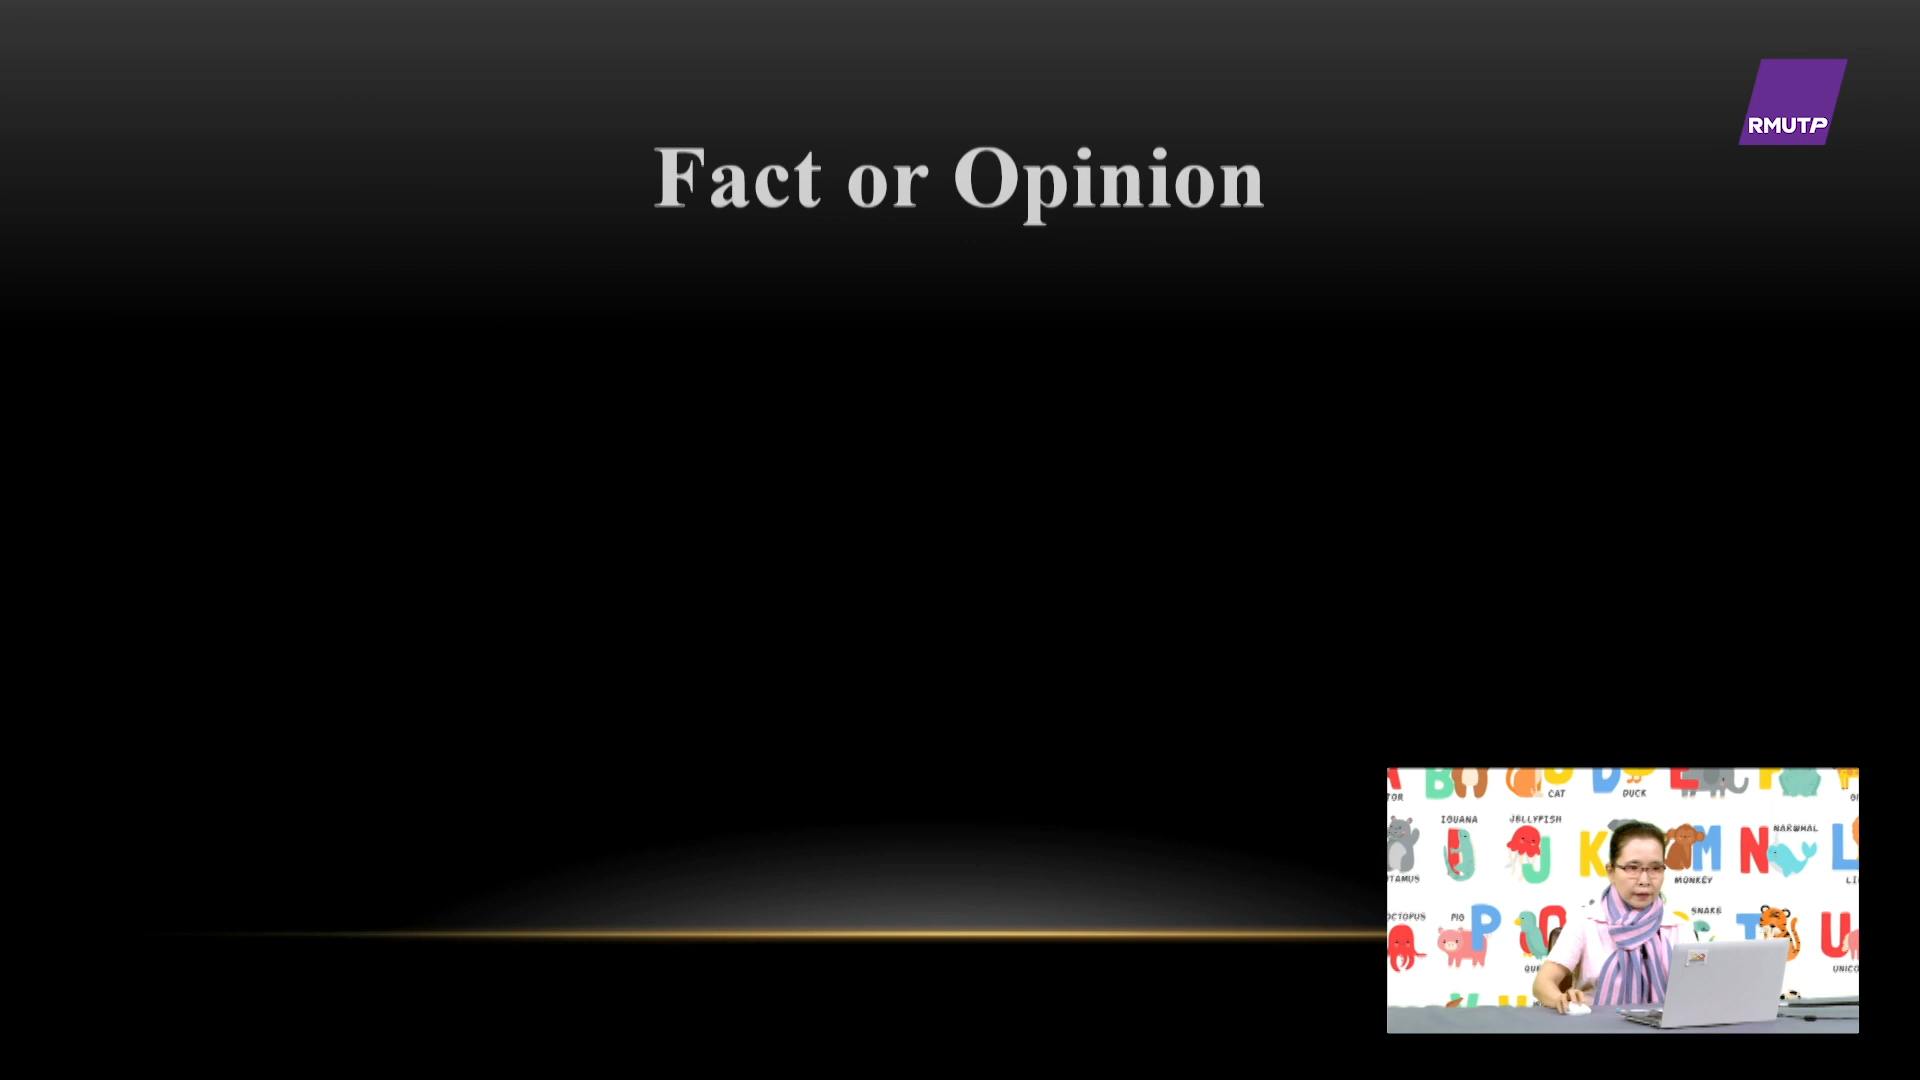 RMUTP
Fact or Opinion
CAT
DUCK
IGUANA
JELLYFISH
NARWHAL
MONKEY
OCTOPUS
PIG
SNAKE